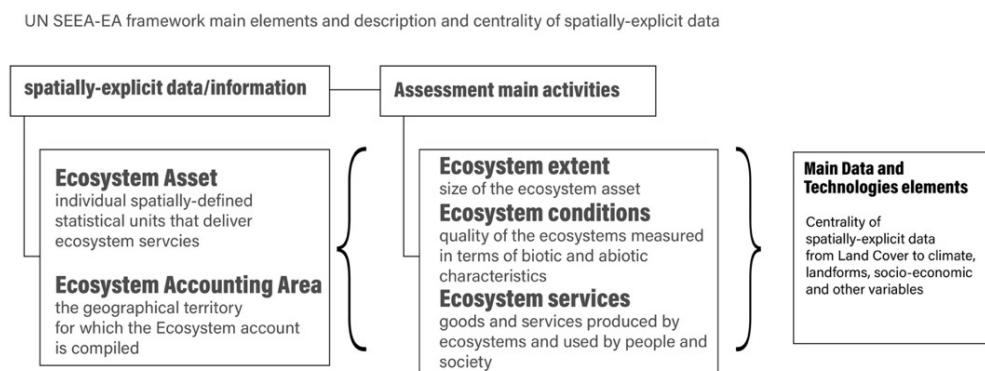 UN SEEA-EA framework main elements and description and centrality of spatially-explicit data
spatially-explicit data/information
Assessment main activities
Ecosystem Asset
individual spatially-defined
statistical units that deliver
ecosystem servcies
Ecosystem Accounting Area
the geographical territory
for which the Ecosystem account
is compiled
Ecosystem extent
size of the ecosystem asset
Ecosystem conditions
quality of the ecosystems measured
in terms of biotic and abiotic
characteristics
Ecosystem services
goods and services produced by
ecosystems and used by people and
society
Main Data and
Technologies elements
Centrality of
spatially-explicit data
from Land Cover to climate,
landforms, socio-economic
and other variables